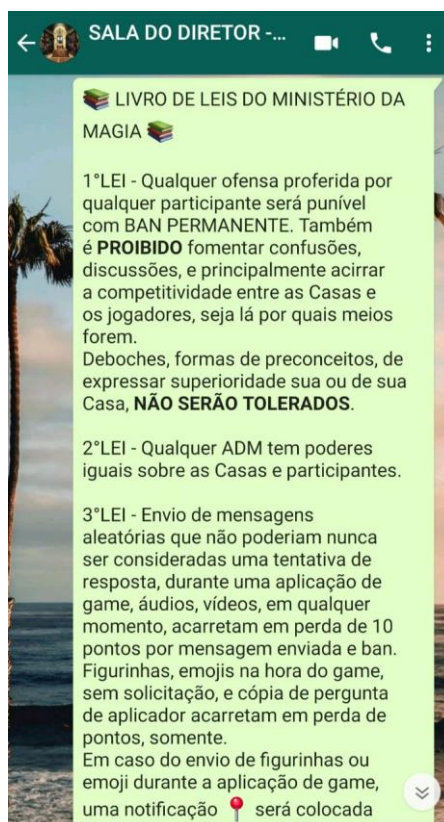 SALA DO DIRETOR -...
📚 LIVRO DE LEIS DO MINISTÉRIO DA
MAGIA 📚
1°LEI - Qualquer ofensa proferida por
qualquer participante será punível
com BAN PERMANENTE. Também
é PROIBIDO fomentar confusões,
discussões, e principalmente acirrar
a competitividade entre as Casas e
os jogadores, seja lá por quais meios
forem.
Deboches, formas de preconceitos, de
expressar superioridade sua ou de sua
Casa, NÃO SERÃO TOLERADOS.
2°LEI - Qualquer ADM tem poderes
iguais sobre as Casas e participantes.
3°LEI - Envio de mensagens
aleatórias que não poderiam nunca
ser consideradas uma tentativa de
resposta, durante uma aplicação de
game, áudios, vídeos, em qualquer
momento, acarretam em perda de 10
pontos por mensagem enviada e ban.
Figurinhas, emojis na hora do game,
sem solicitação, e cópia de pergunta
de aplicador acarretam em perda de
pontos, somente.
Em caso do envio de figurinhas ou
emoji durante a aplicação de game,
uma notificação 📍 será colocada